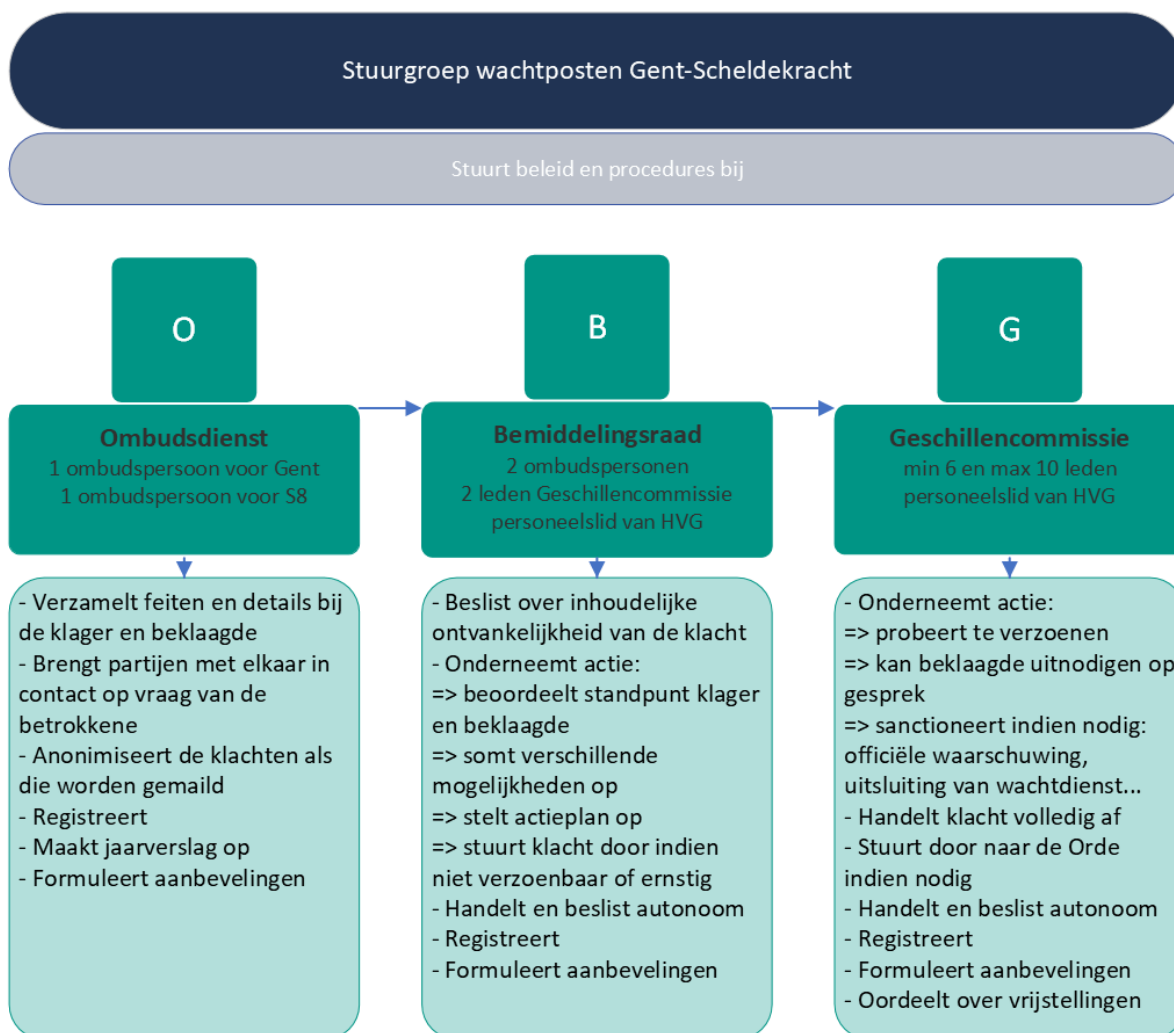 Stuurgroep wachtposten Gent-Scheldekracht
Stuurt beleid en procedures bij
O
Ombudsdienst
1 ombudspersoon voor Gent
1 ombudspersoon voor S8
- Verzamelt feiten en details bij
de klager en beklaagde
- Brengt partijen met elkaar in
contact op vraag van de
betrokkene
- Anonimiseert de klachten als
die worden gemaild
- Registreert
- Maakt jaarverslag op
- Formuleert aanbevelingen
B
Bemiddelingsraad
2 ombudspersonen
2 leden Geschillencommissie
personeelslid van HVG
- Beslist over inhoudelijke
ontvankelijkheid van de klacht
- Onderneemt actie:
=> beoordeelt standpunt klager
en beklaagde
=> somt verschillende
mogelijkheden op
=> stelt actieplan op
=> stuurt klacht door indien
niet verzoenbaar of ernstig
- Handelt en beslist autonoom
- Registreert
- Formuleert aanbevelingen
G
Geschillencommissie
min 6 en max 10 leden
personeelslid van HVG
- Onderneemt actie:
=> probeert te verzoenen
=> kan beklaagde uitnodigen op
gesprek
=> sanctioneert indien nodig:
officiële waarschuwing,
uitsluiting van wachtdienst...
- Handelt klacht volledig af
- Stuurt door naar de Orde
indien nodig
- Handelt en beslist autonoom
- Registreert
- Formuleert aanbevelingen
- Oordeelt over vrijstellingen